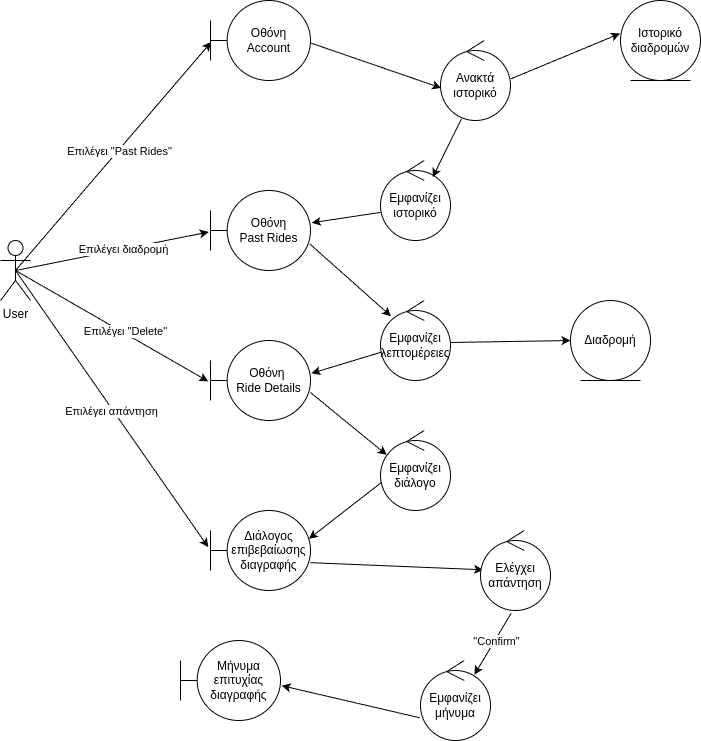 Οθόνη
Account
Ιστορικό
διαδρομών
Ανακτά
ιστορικό
Επιλέγει "Past Rides"
Εμφανίζει
ιστορικό
Οθόνη
Past Rides
Επιλέγει διαδρομή
User
Επιλέγει "Delete"
Εμφανίζει
λεπτομέρειες
Διαδρομή
Οθόνη
Ride Details
Επιλέγει απάντηση
Εμφανίζει
διάλογο
Διάλογος
επιβεβαίωσης
διαγραφής
Ελέγχει
απάντηση
"Confirm"
Μήνυμα
επιτυχίας
διαγραφής
Εμφανίζει
μήνυμα